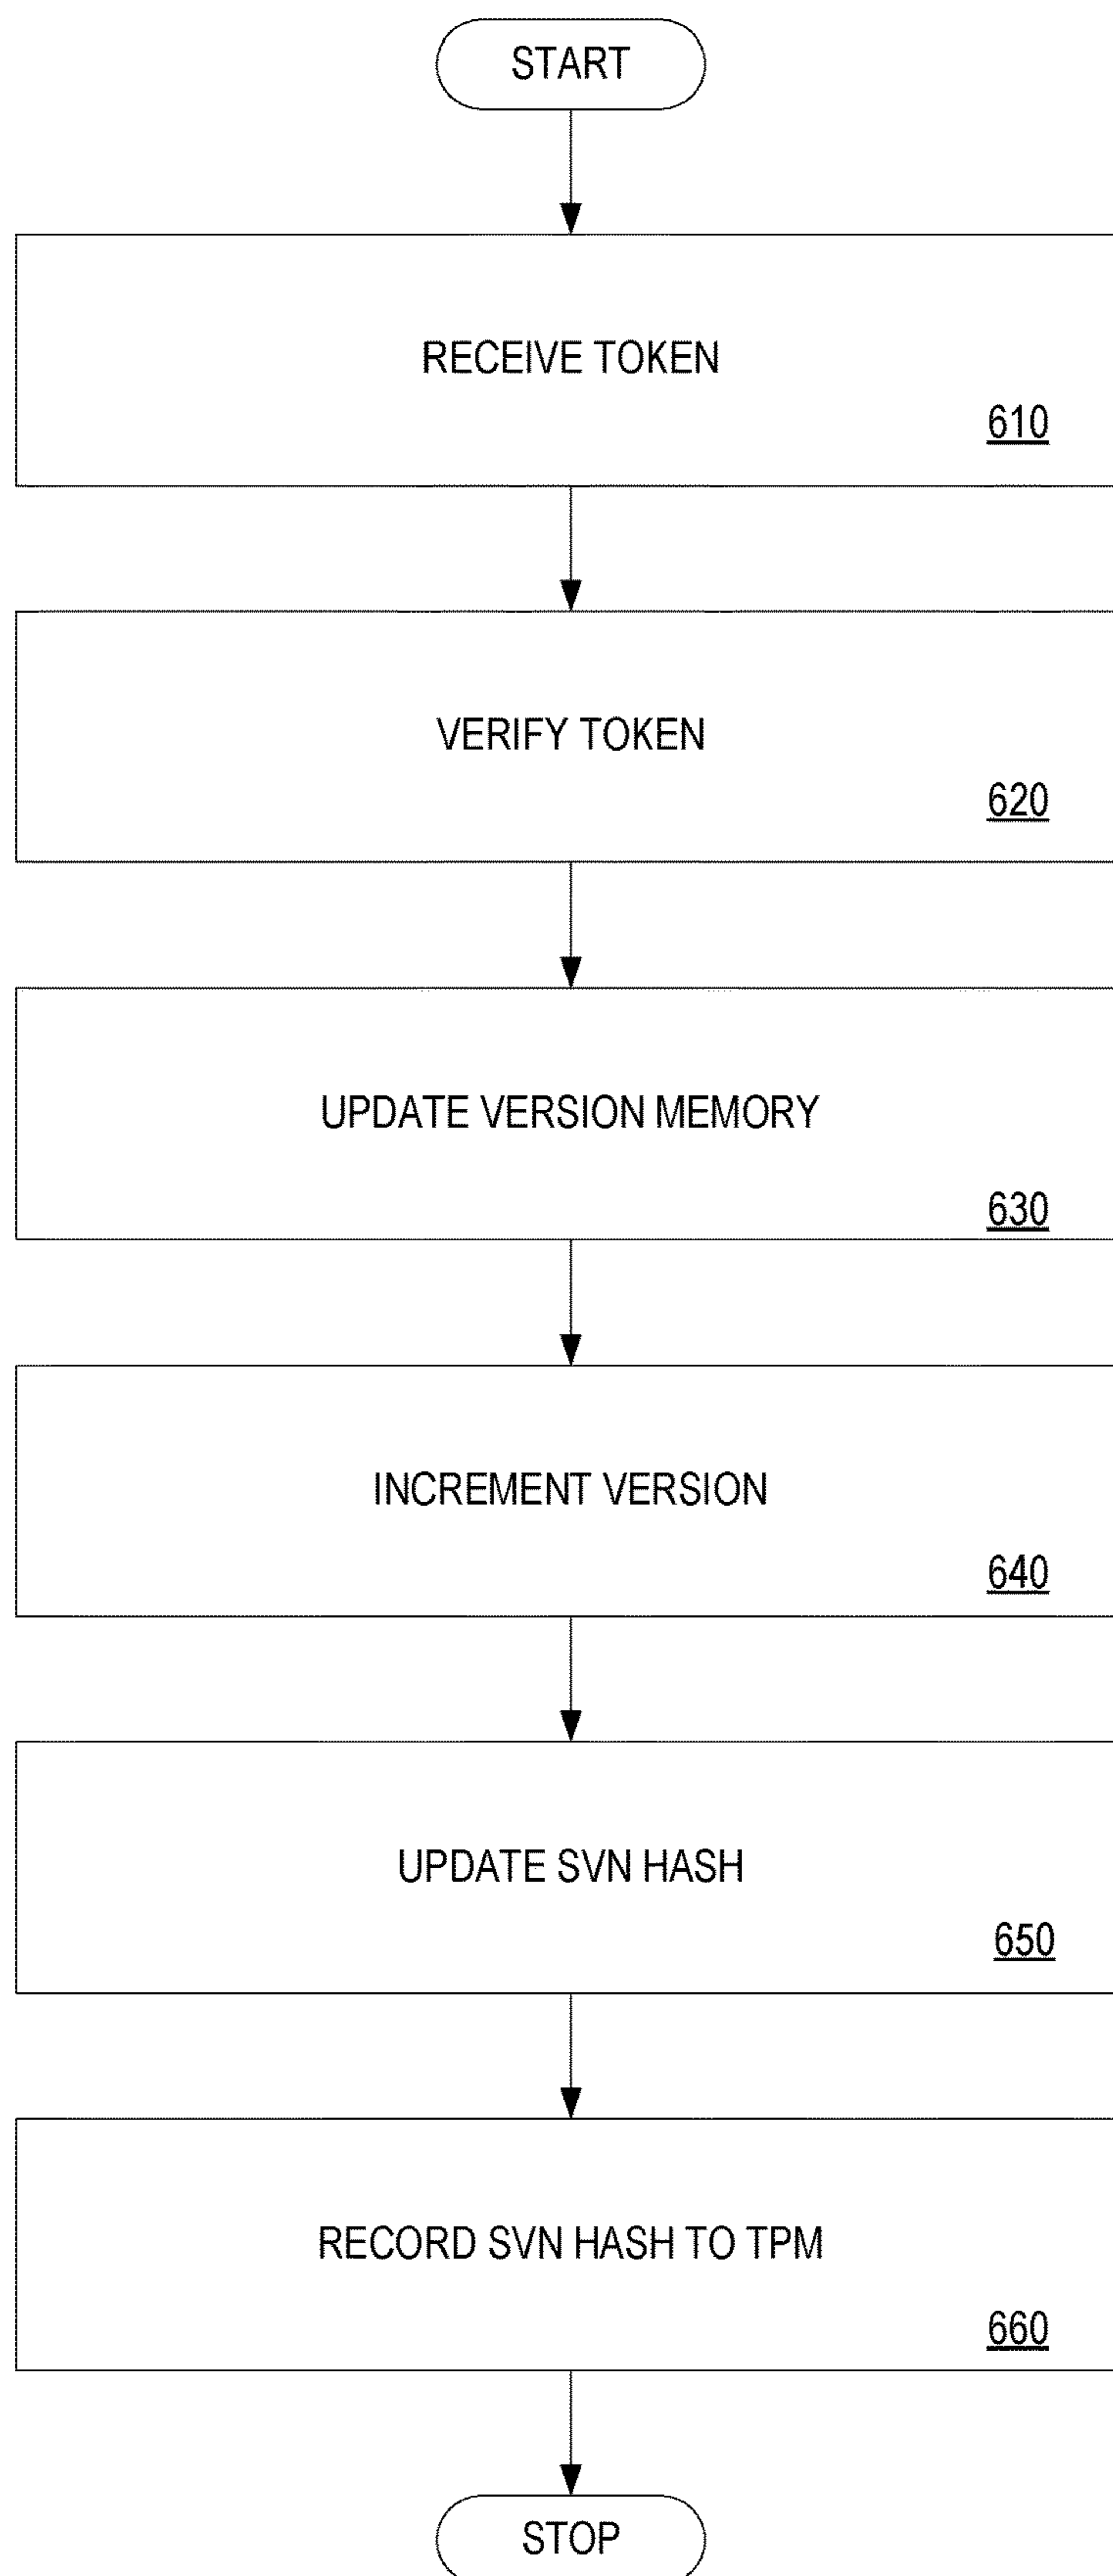 START
RECEIVE TOKEN
610
VERIFY TOKEN
620
UPDATE VERSION MEMORY
630
INCREMENT VERSION
640
UPDATE SVN HASH
650
RECORD SVN HASH TO TPM
660
STOP